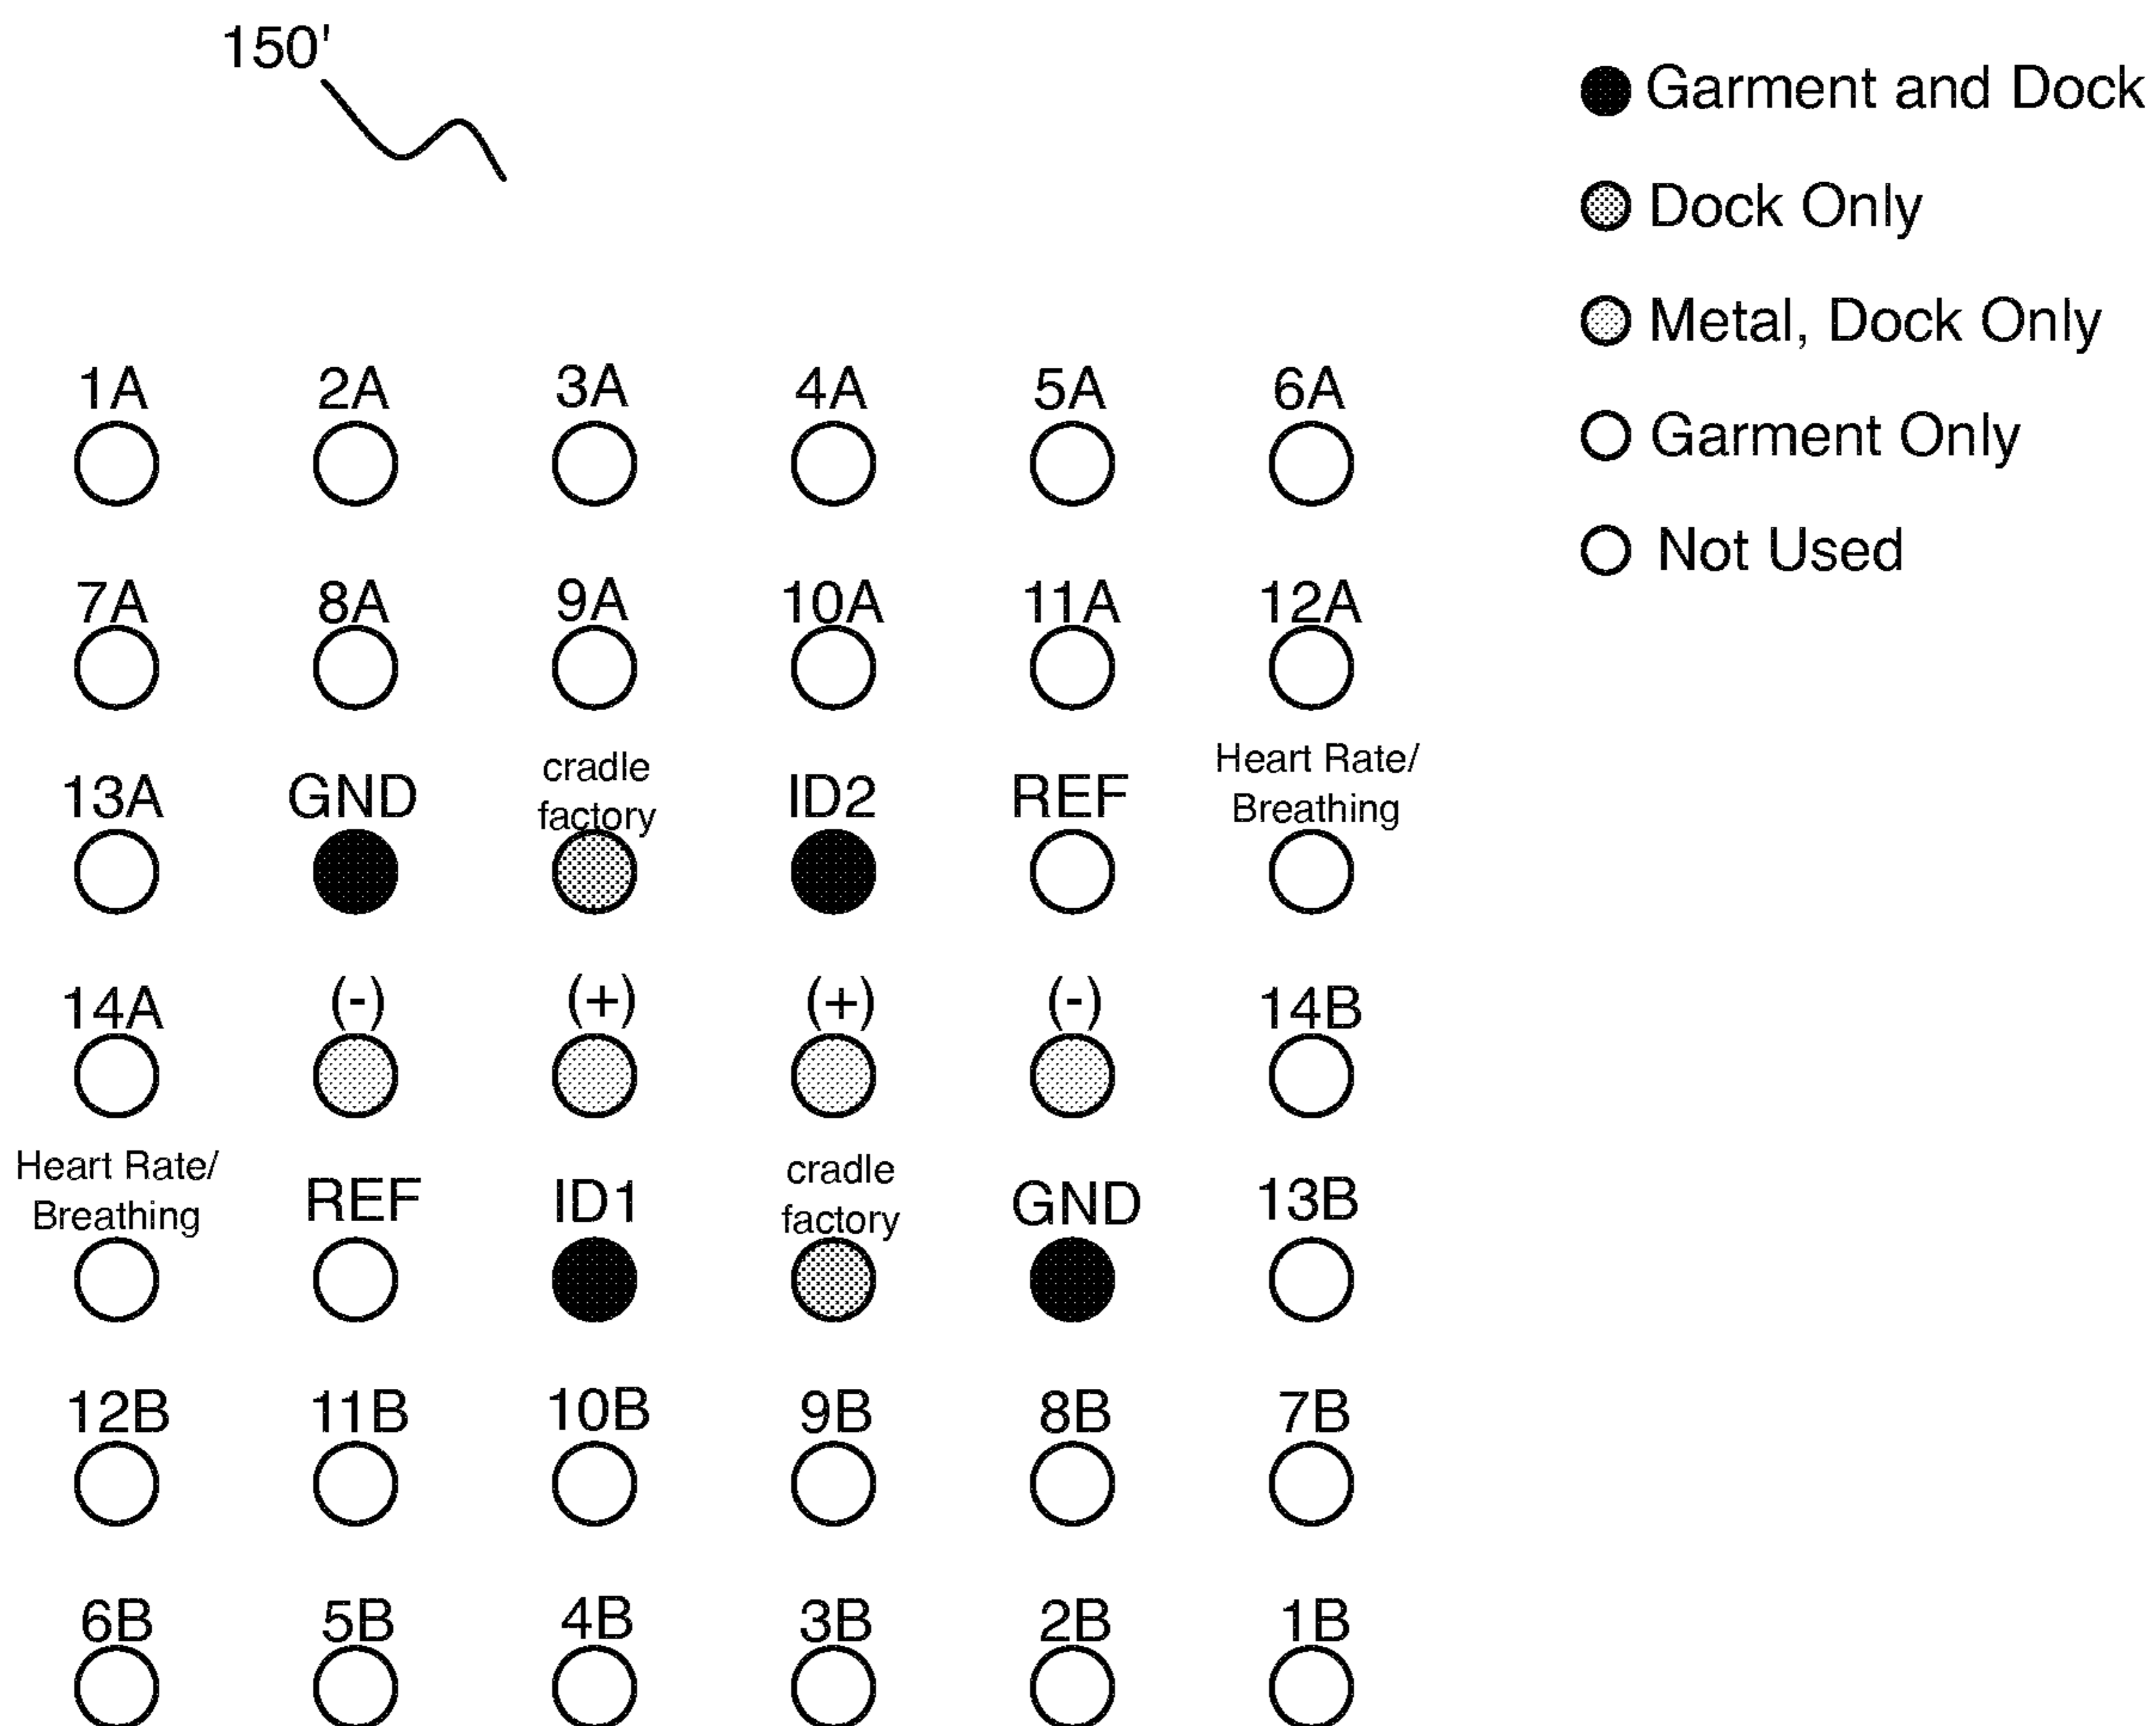 150'
Garment and Dock
Dock Only
Metal, Dock Only
Garment Only
Not Used
1A 2A 3A 4A 5A 6A
7A 8A 9A 10A 11A 12A
13A GND cradle factory ID2 REF Heart Rate/ Breathing
14A (-) (+) (+) (-) 14B
Heart Rate/ Breathing REF ID1 cradle factory GND 13B
12B 11B 10B 9B 8B 7B
6B 5B 4B 3B 2B 1B